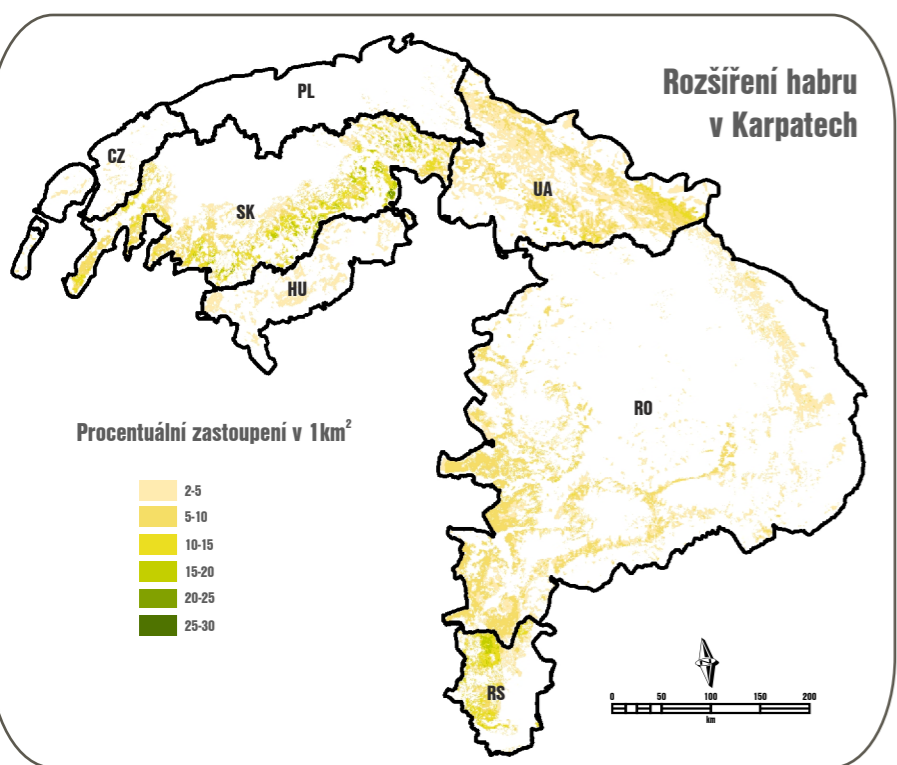 Rozšíření habru
v Karpatech
PL
CZ
SK
UA
HU
RO
RS
Procentuální zastoupení v 1km²
2-5
5-10
10-15
15-20
20-25
25-30
0 50 100 150 200
km